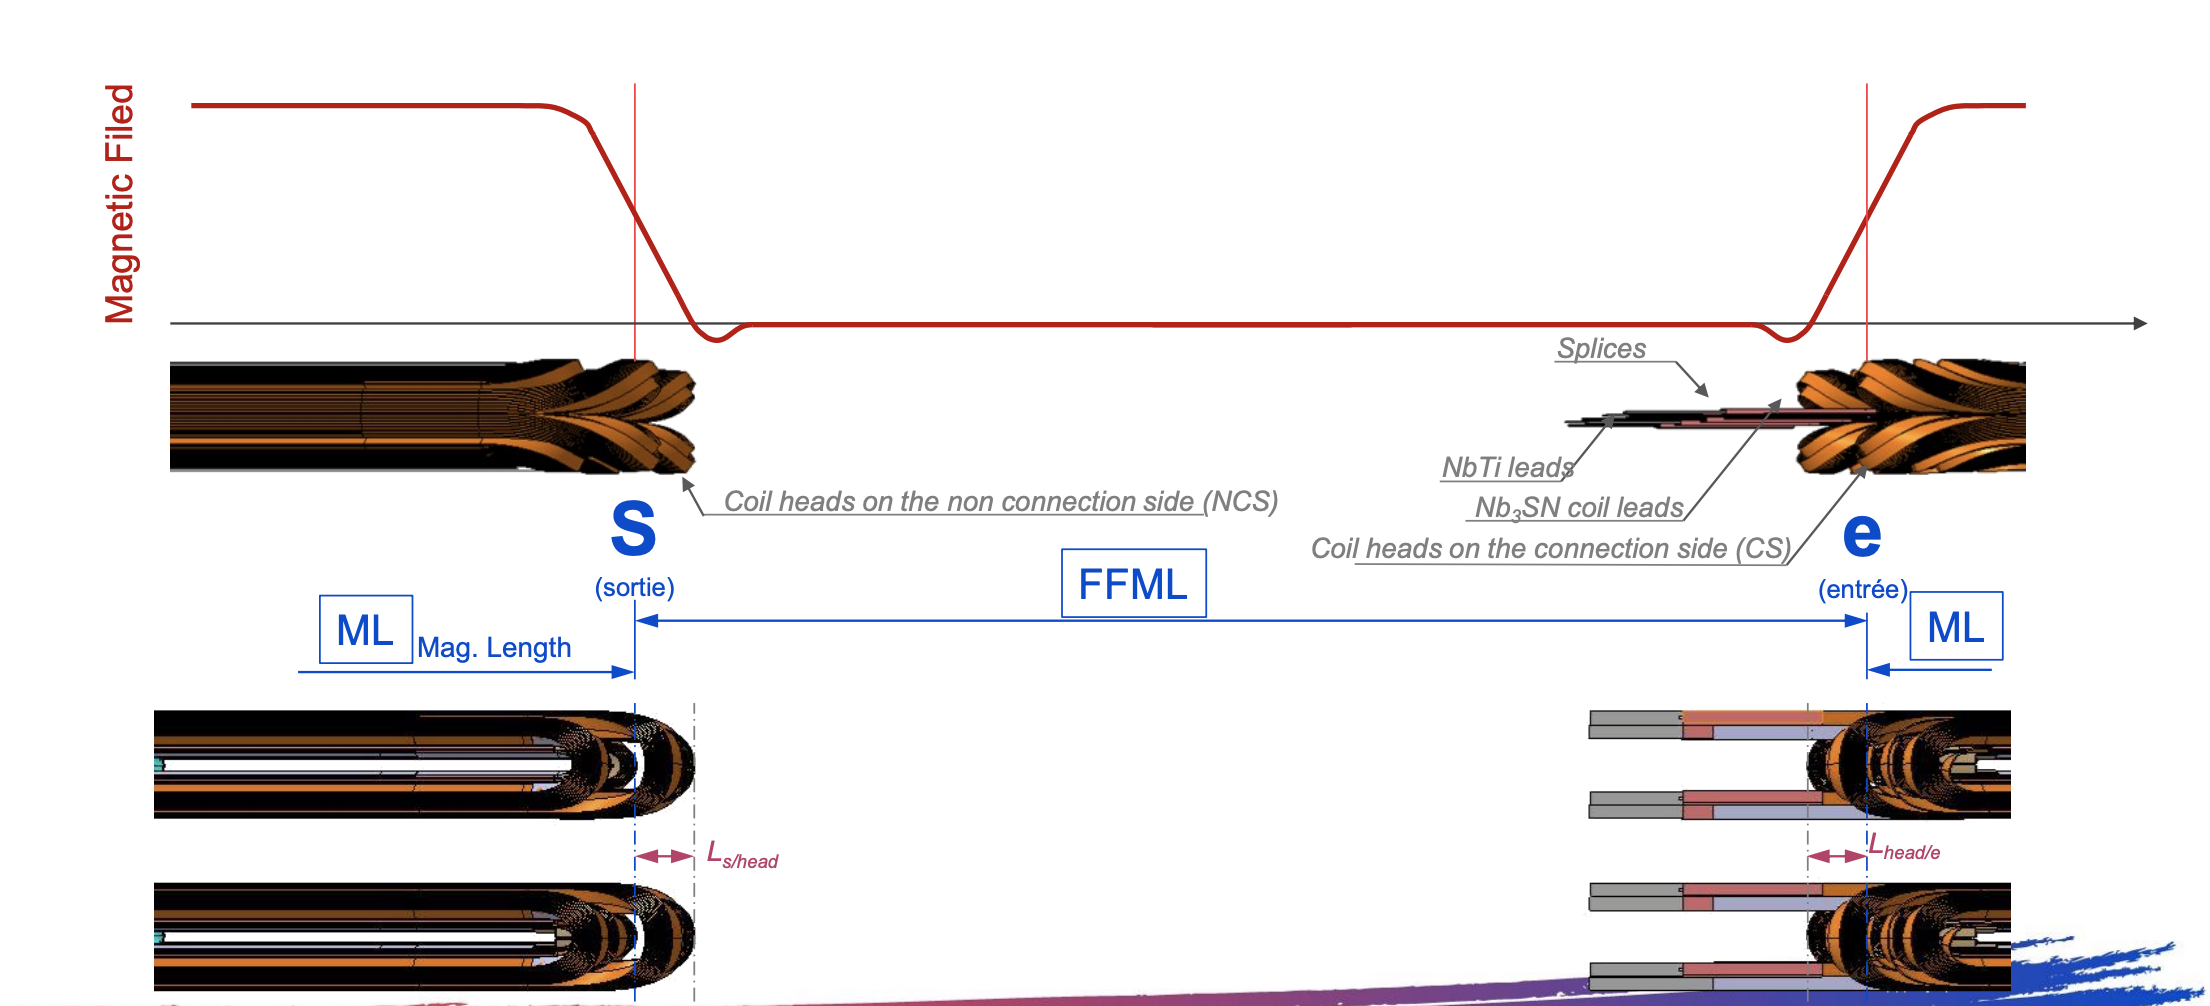 Magnetic Filed
Splices
NbTi leads
Coil heads on the non connection side (NCS)
Nb₃SN coil leads
Coil heads on the connection side (CS)
S
(sortie)
e
(entrée)
FFML
ML
Mag. Length
ML
Ls/head
Lhead/e